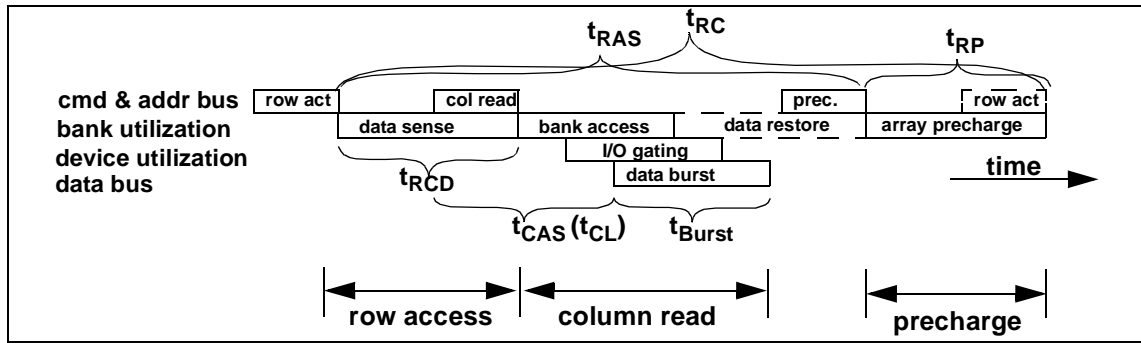 tRC
tRAS
tRP
cmd & addr bus row act col read prec. row act
bank utilization data sense bank access data restore array precharge
device utilization I/O gating
data bus data burst
time
tRCD
tCAS (tCL) tBurst
row access column read precharge